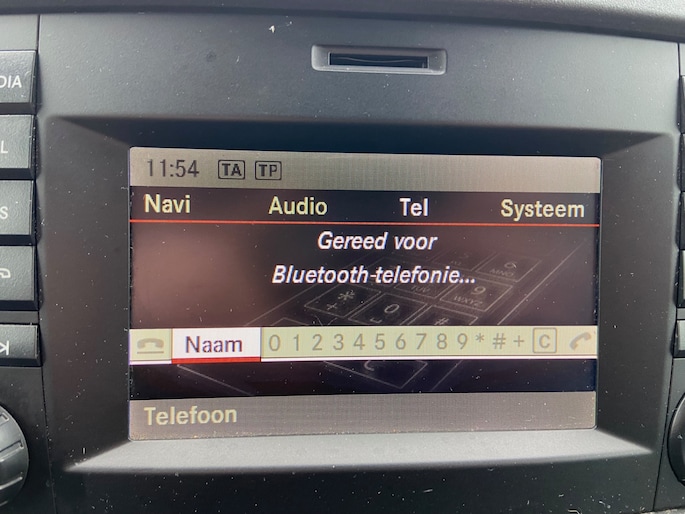 DIA
L
S
11:54 TA TP
Navi Audio Tel Systeem
Gereed voor
Bluetooth-telefonie...
Naam 0 1 2 3 4 5 6 7 8 9 * # + C
Telefoon